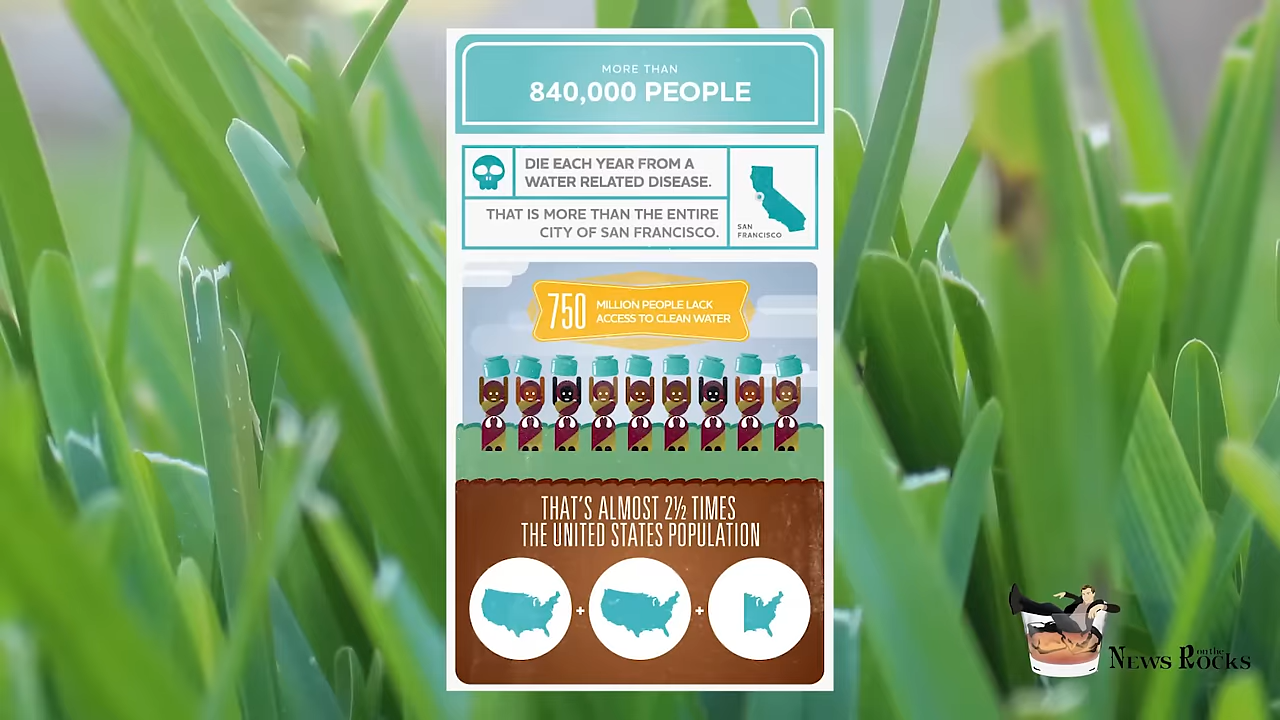 MORE THAN
840,000 PEOPLE
DIE EACH YEAR FROM A
WATER RELATED DISEASE.
THAT IS MORE THAN THE ENTIRE
CITY OF SAN FRANCISCO.
SAN
FRANCISCO
750
MILLION PEOPLE LACK
ACCESS TO CLEAN WATER
THAT'S ALMOST 2½ TIMES
THE UNITED STATES POPULATION
+ +
NEWS on the ROCKS